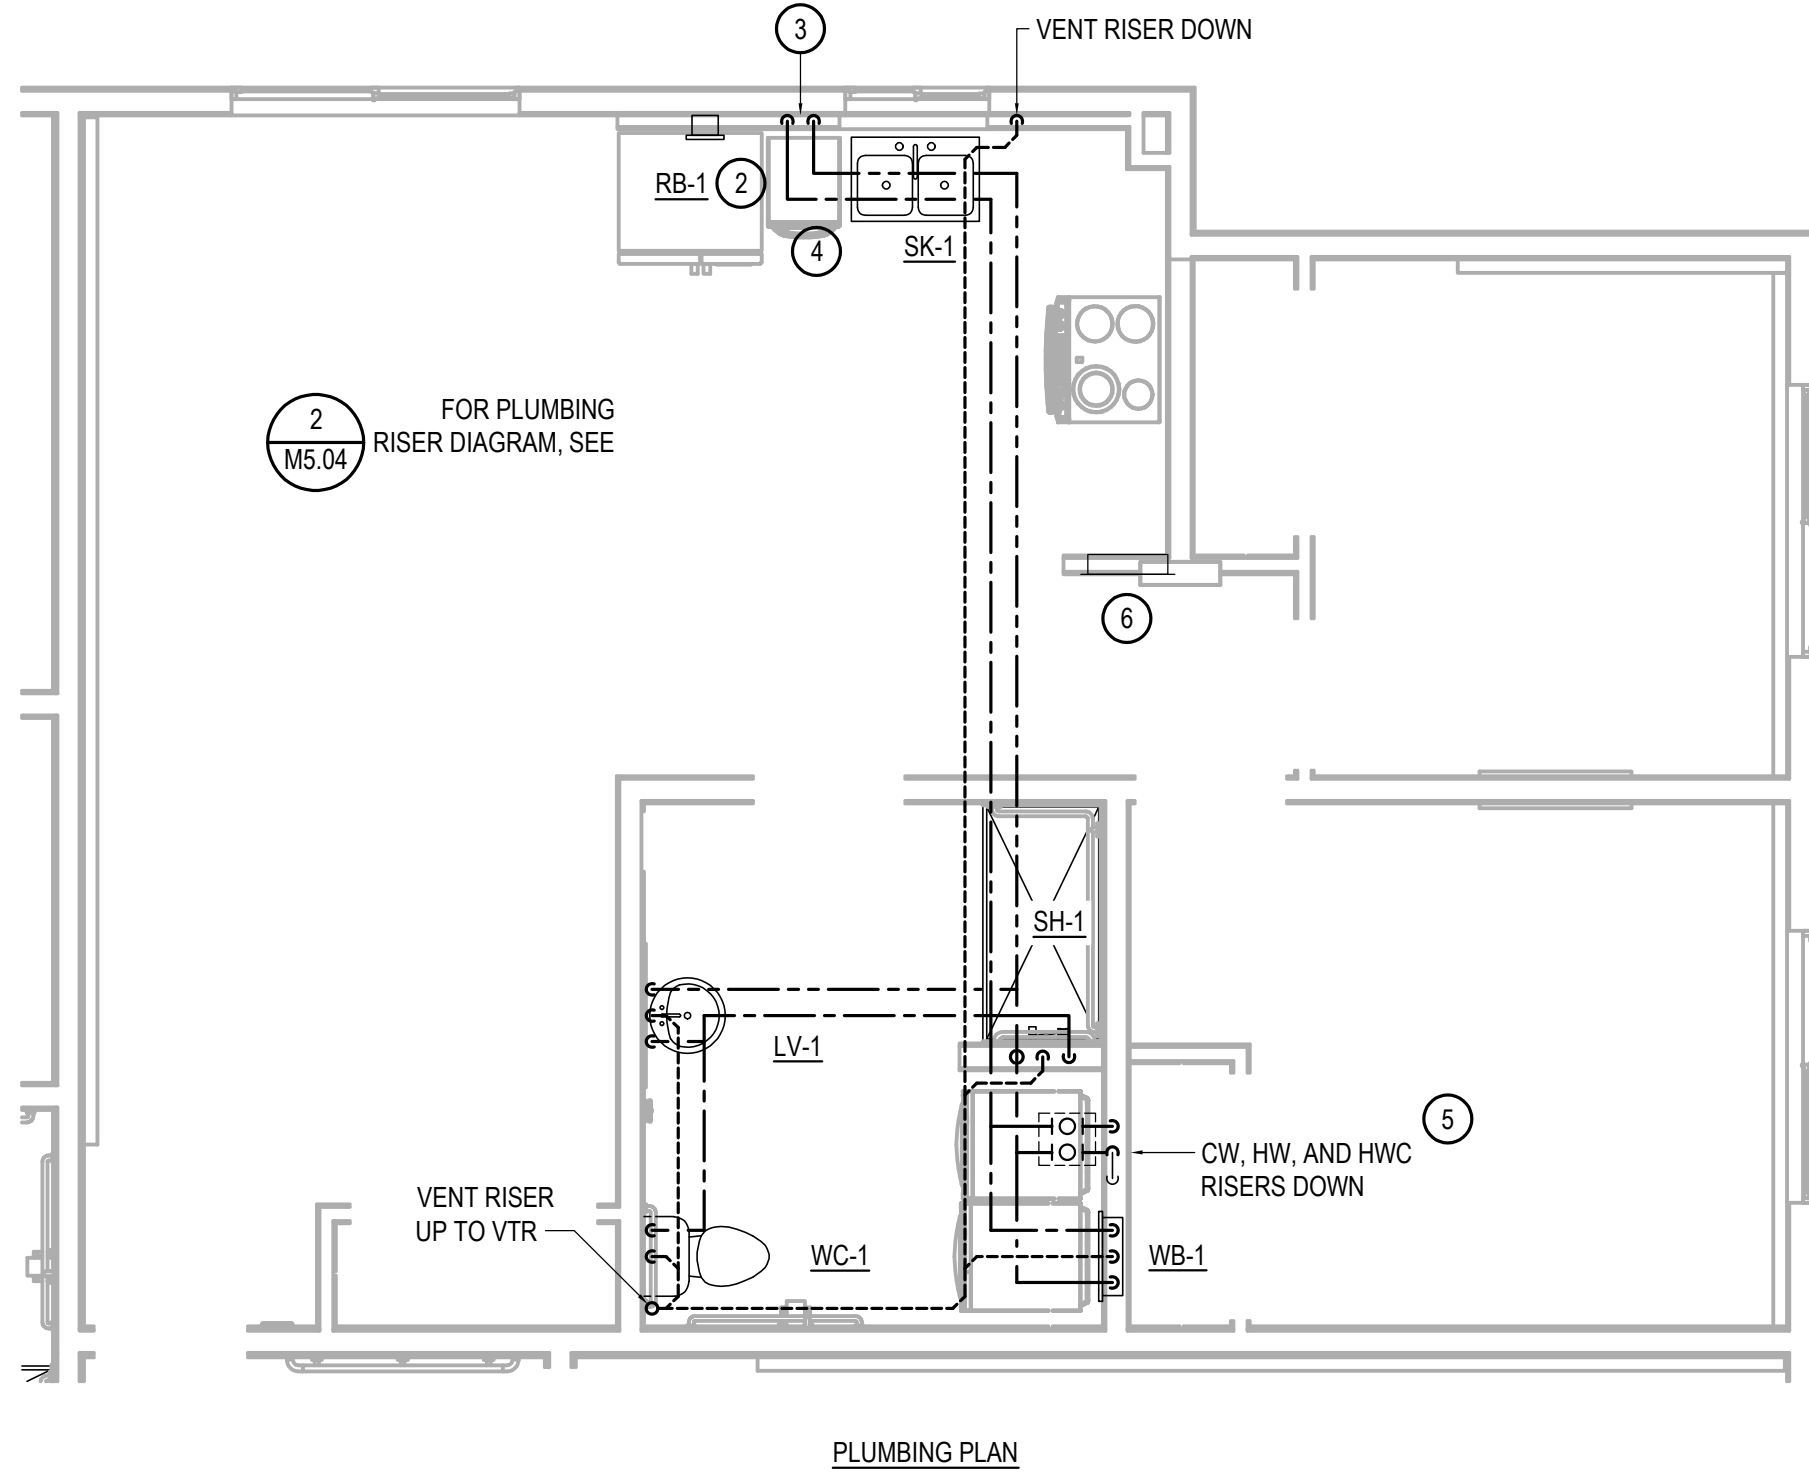 3
VENT RISER DOWN
RB-1
2
4
SK-1
2
M5.04
FOR PLUMBING
RISER DIAGRAM, SEE
6
SH-1
LV-1
5
CW, HW, AND HWC
RISERS DOWN
VENT RISER
UP TO VTR
WC-1
WB-1
PLUMBING PLAN